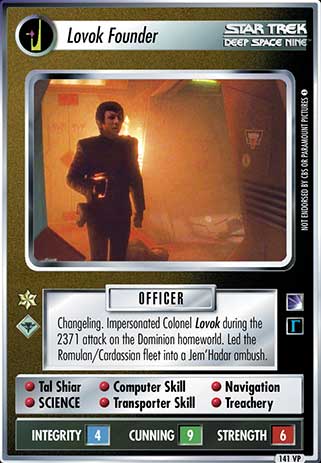 Lovok Founder
STAR TREK
DEEP SPACE NINE
NOT ENDORSED BY CBS OR PARAMOUNT PICTURES
OFFICER
Changeling. Impersonated Colonel Lovok during the
2371 attack on the Dominion homeworld. Led the
Romulan/Cardassian fleet into a Jem'Hadar ambush.
Tal Shiar Computer Skill Navigation
SCIENCE Transporter Skill Treachery
INTEGRITY 4 CUNNING 9 STRENGTH 6
141 VP